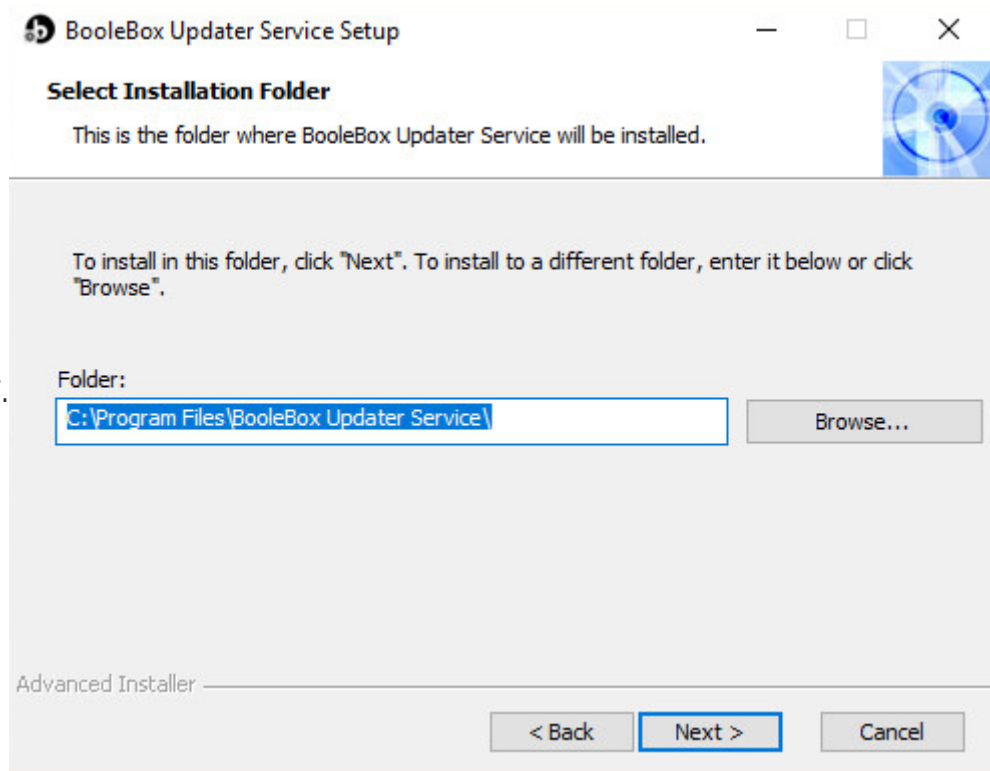 BooleBox Updater Service Setup
Select Installation Folder
This is the folder where BooleBox Updater Service will be installed.
To install in this folder, click "Next". To install to a different folder, enter it below or click
"Browse".
Folder:
C:\Program Files\BooleBox Updater Service\
Browse...
Advanced Installer
< Back
Next >
Cancel